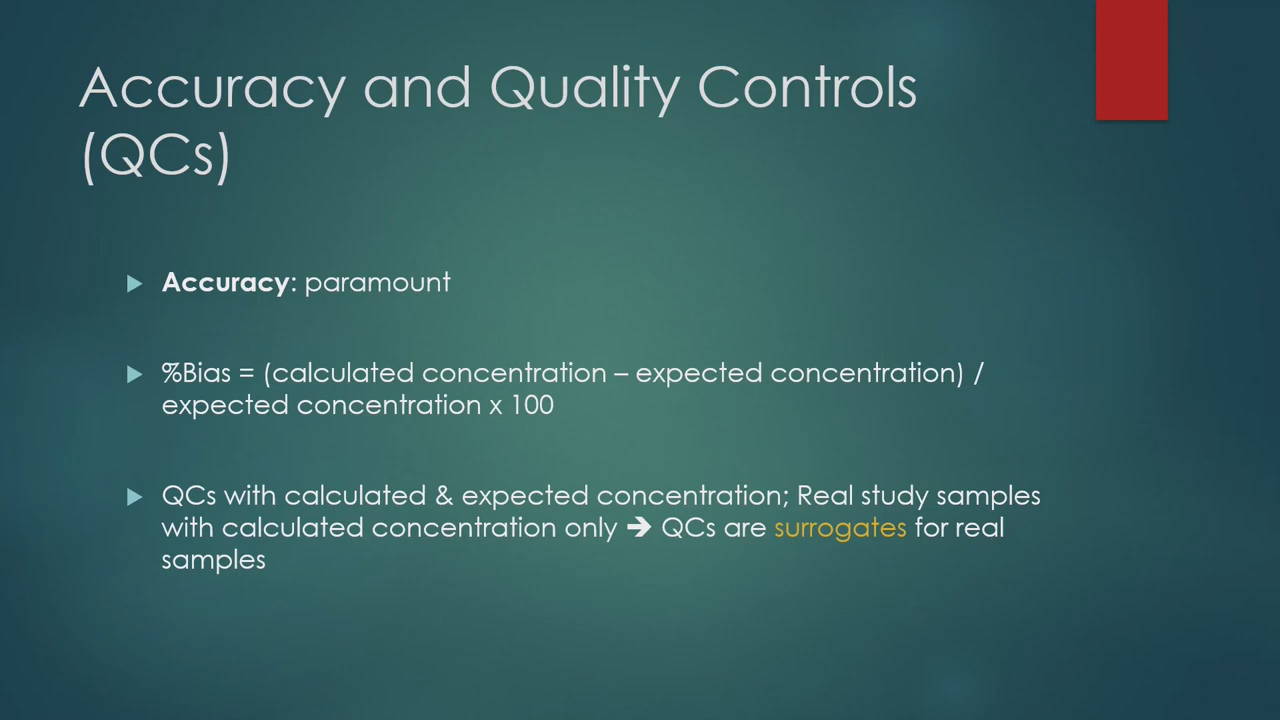 Accuracy and Quality Controls
(QCs)
Accuracy: paramount
%Bias = (calculated concentration – expected concentration) /
expected concentration x 100
QCs with calculated & expected concentration; Real study samples
with calculated concentration only ➔ QCs are surrogates for real
samples